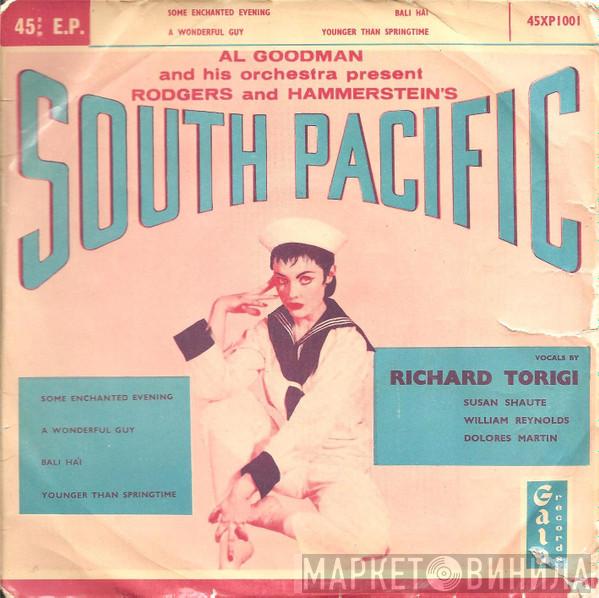 45 R.P.M. E.P.
SOME ENCHANTED EVENING
BALI HA'I
A WONDERFUL GUY
YOUNGER THAN SPRINGTIME
45XP1001
AL GOODMAN
and his orchestra present
RODGERS and HAMMERSTEIN'S
SOUTH PACIFIC
VOCALS BY
RICHARD TORIGI
SUSAN SHAUTE
WILLIAM REYNOLDS
DOLORES MARTIN
SOME ENCHANTED EVENING
A WONDERFUL GUY
BALI HA'I
YOUNGER THAN SPRINGTIME
Gala
records
МАРКЕТ ВИНИЛА